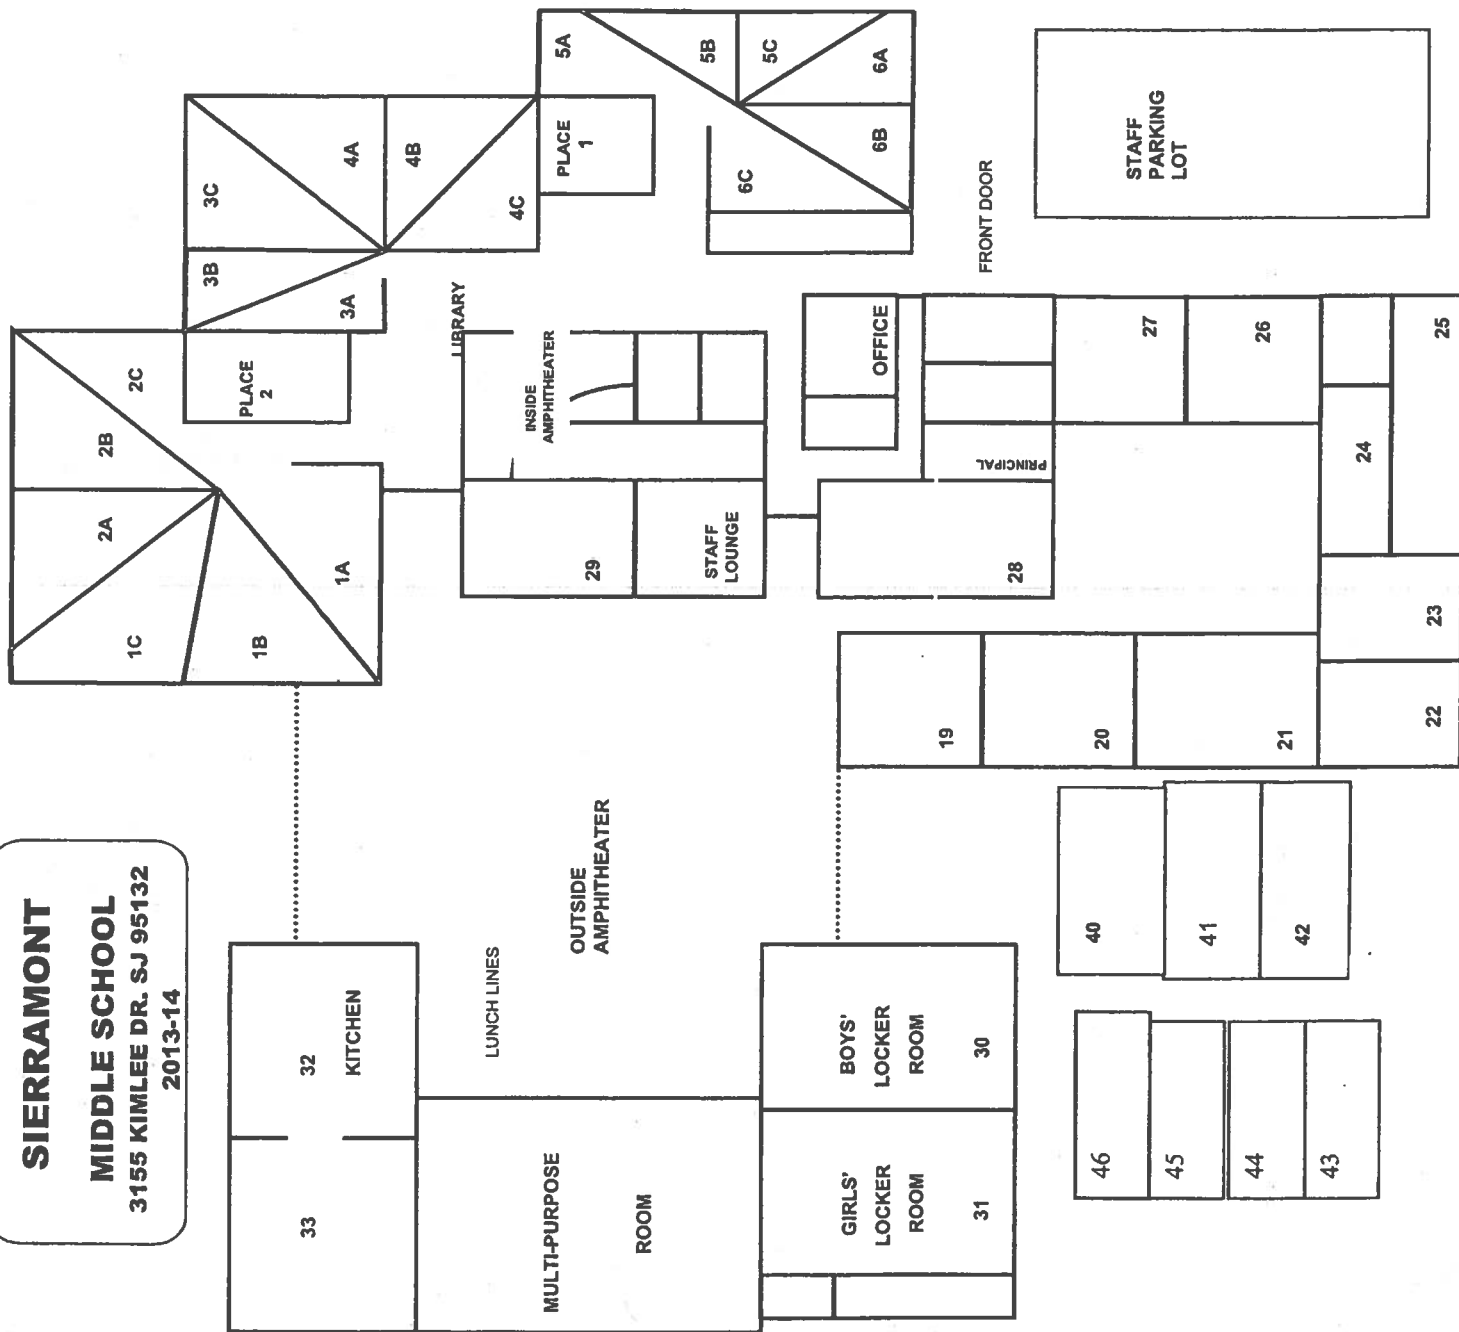 SIERRAMONT
MIDDLE SCHOOL
3155 KIMLEE DR. SJ 95132
2013-14
33
32
KITCHEN
LUNCH LINES
MULTI-PURPOSE
ROOM
OUTSIDE
AMPHITHEATER
GIRLS'
LOCKER
ROOM
31
BOYS'
LOCKER
ROOM
30
46
45
44
43
40
41
42
1C
1B
1A
2A
2B
2C
PLACE
2
3A
3B
3C
4A
4B
4C
PLACE
1
5A
5B
5C
6A
6B
6C
LIBRARY
INSIDE
AMPHITHEATER
29
STAFF
LOUNGE
OFFICE
PRINCIPAL
28
FRONT DOOR
STAFF
PARKING
LOT
19
20
21
22
23
24
25
26
27